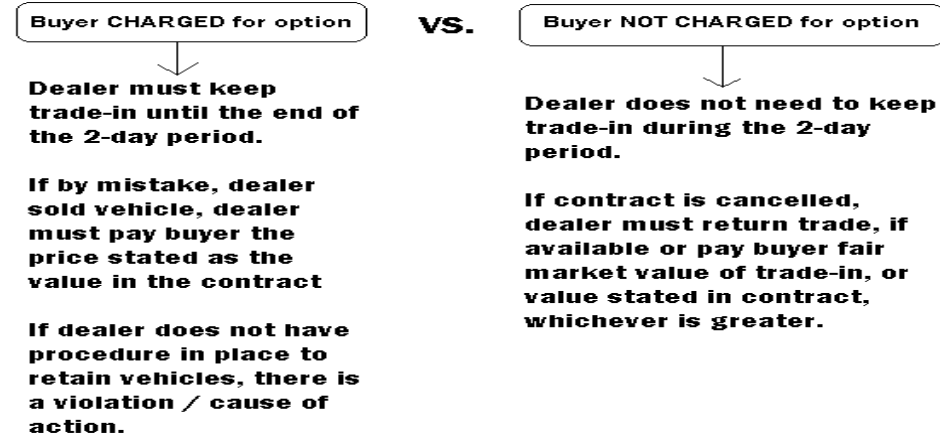 Buyer CHARGED for option
vs.
Buyer NOT CHARGED for option
Dealer must keep
trade-in until the end of
the 2-day period.
If by mistake, dealer
sold vehicle, dealer
must pay buyer the
price stated as the
value in the contract
If dealer does not have
procedure in place to
retain vehicles, there is
a violation / cause of
action.
Dealer does not need to keep
trade-in during the 2-day
period.
If contract is cancelled,
dealer must return trade, if
available or pay buyer fair
market value of trade-in, or
value stated in contract,
whichever is greater.